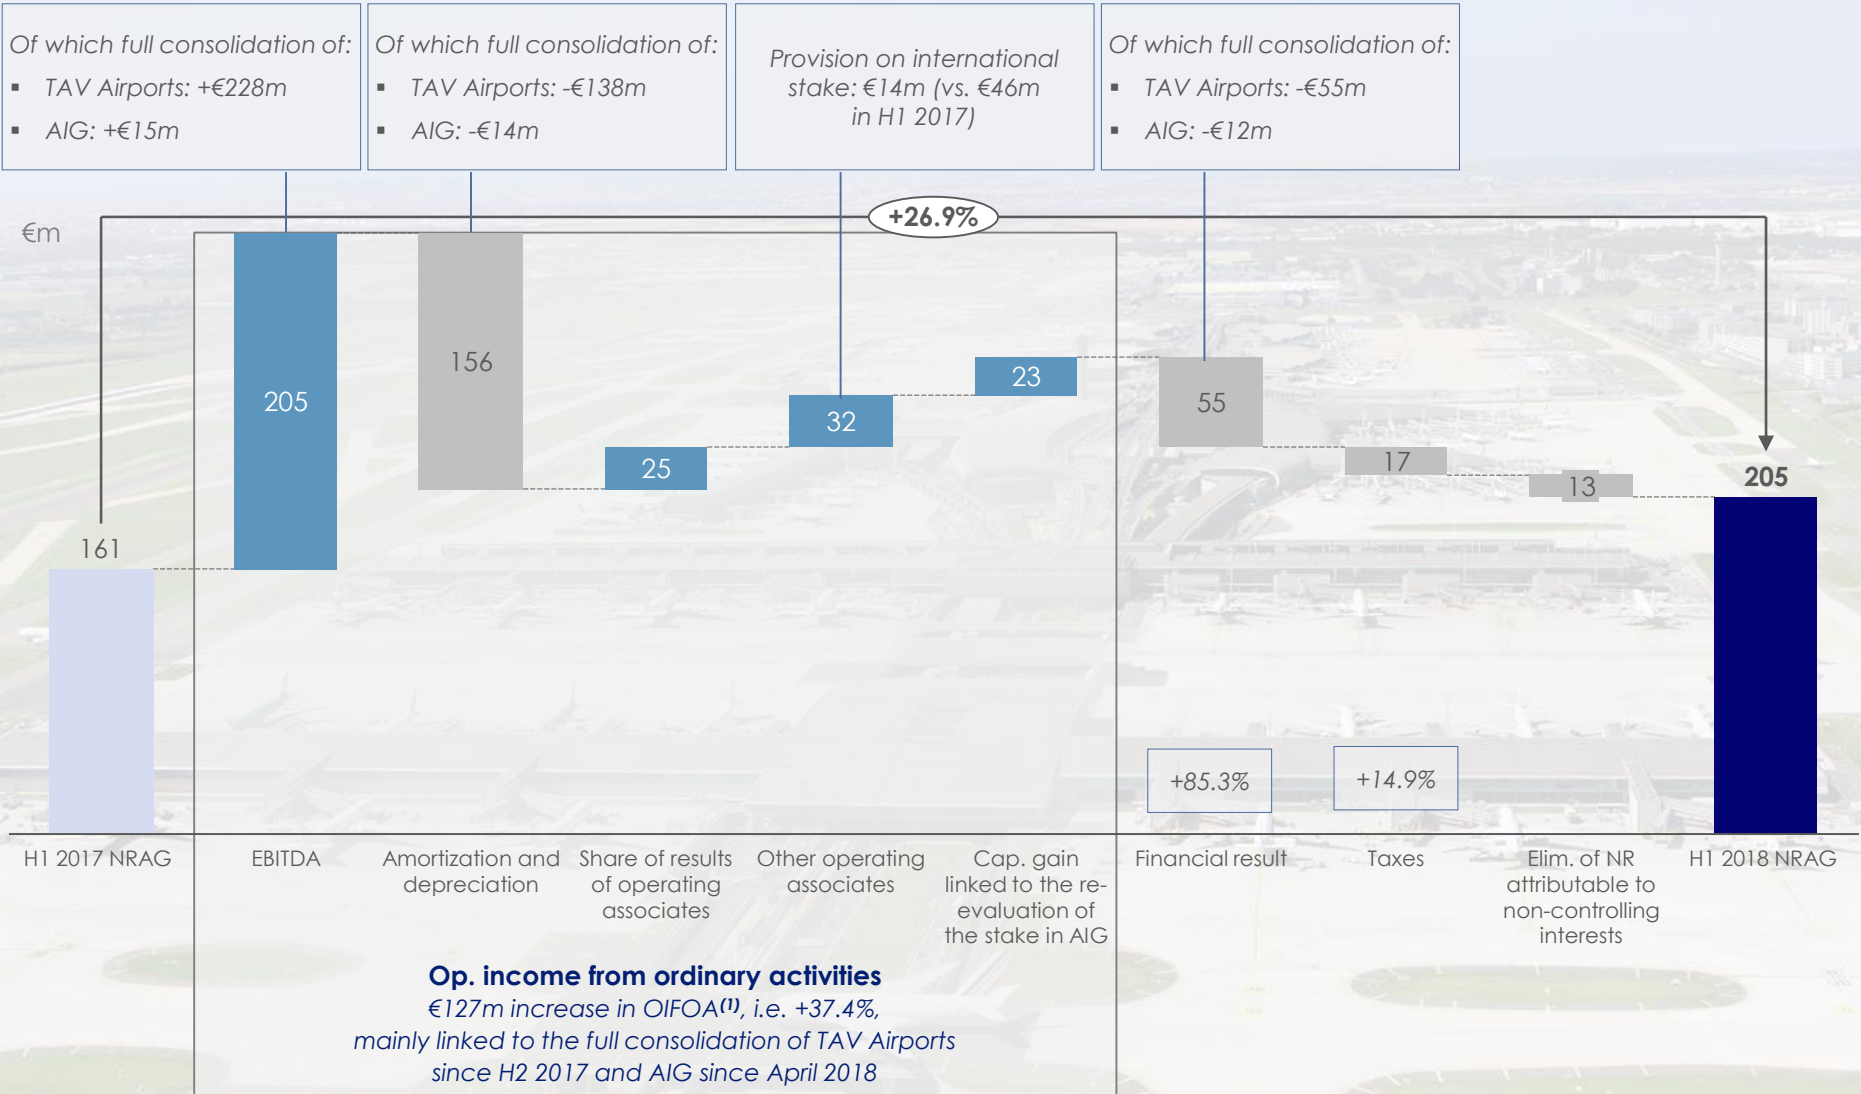 Of which full consolidation of:
▪ TAV Airports: +€228m
▪ AIG: +€15m
Of which full consolidation of:
▪ TAV Airports: -€138m
▪ AIG: -€14m
Provision on international
stake: €14m (vs. €46m
in H1 2017)
Of which full consolidation of:
▪ TAV Airports: -€55m
▪ AIG: -€12m
€m
+26.9%
161
205
156
25
32
23
55
17
13
205
+85.3%
+14.9%
H1 2017 NRAG
EBITDA
Amortization and
depreciation
Share of results
of operating
associates
Other operating
associates
Cap. gain
linked to the re-
evaluation of
the stake in AIG
Financial result
Taxes
Elim. of NR
attributable to
non-controlling
interests
H1 2018 NRAG
Op. income from ordinary activities
€127m increase in OIFOA(1), i.e. +37.4%,
mainly linked to the full consolidation of TAV Airports
since H2 2017 and AIG since April 2018